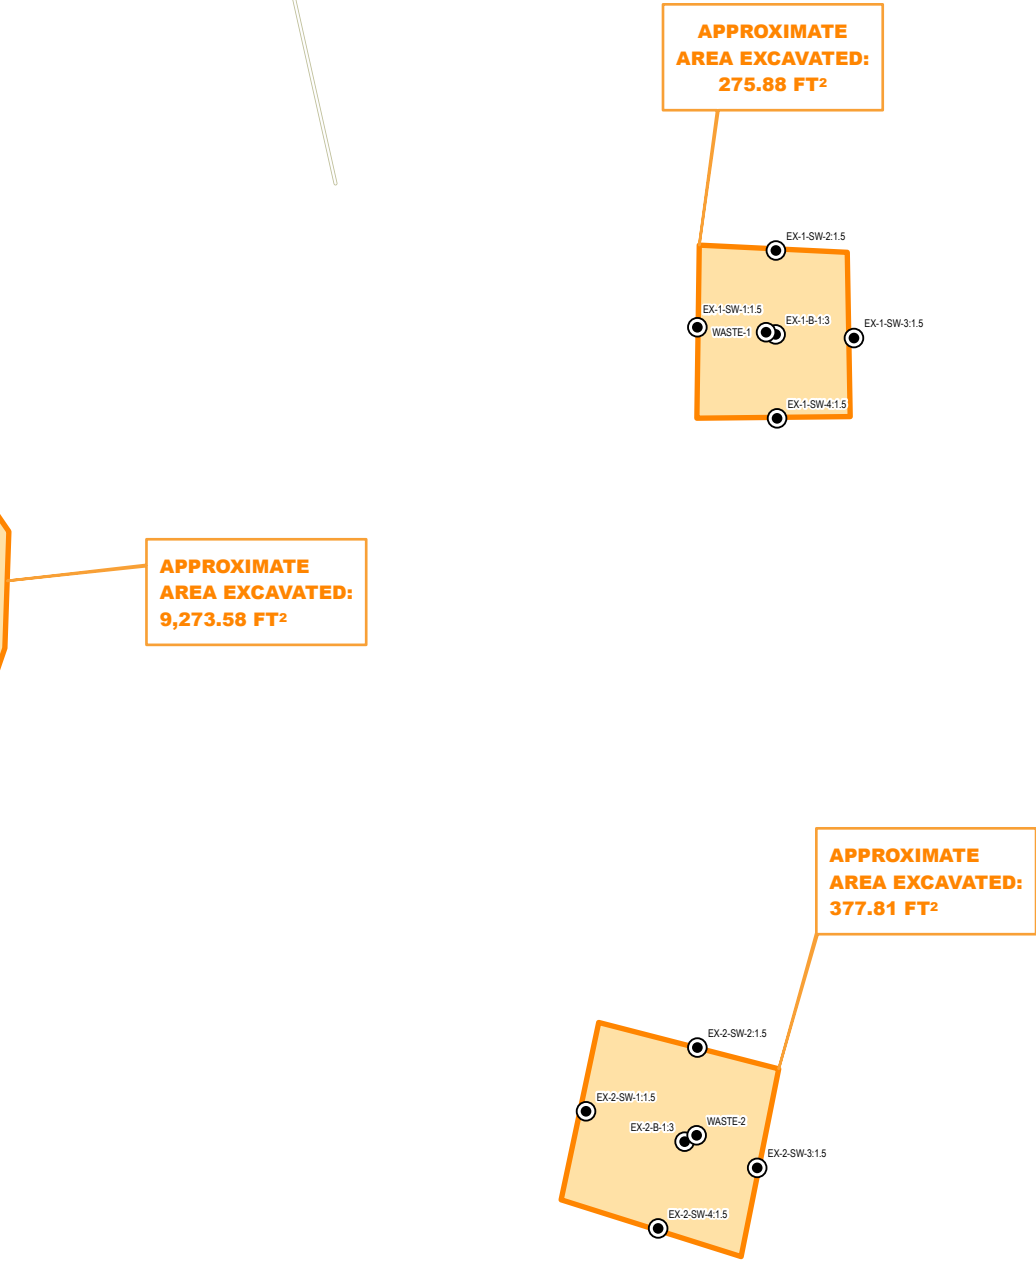 APPROXIMATE
AREA EXCAVATED:
275.88 FT²
EX-1-SW-2:1.5
EX-1-SW-1:1.5
WASTE-1
EX-1-B-1:3
EX-1-SW-3:1.5
EX-1-SW-4:1.5
APPROXIMATE
AREA EXCAVATED:
9,273.58 FT²
APPROXIMATE
AREA EXCAVATED:
377.81 FT²
EX-2-SW-2:1.5
EX-2-SW-1:1.5
EX-2-B-1:3
WASTE-2
EX-2-SW-3:1.5
EX-2-SW-4:1.5